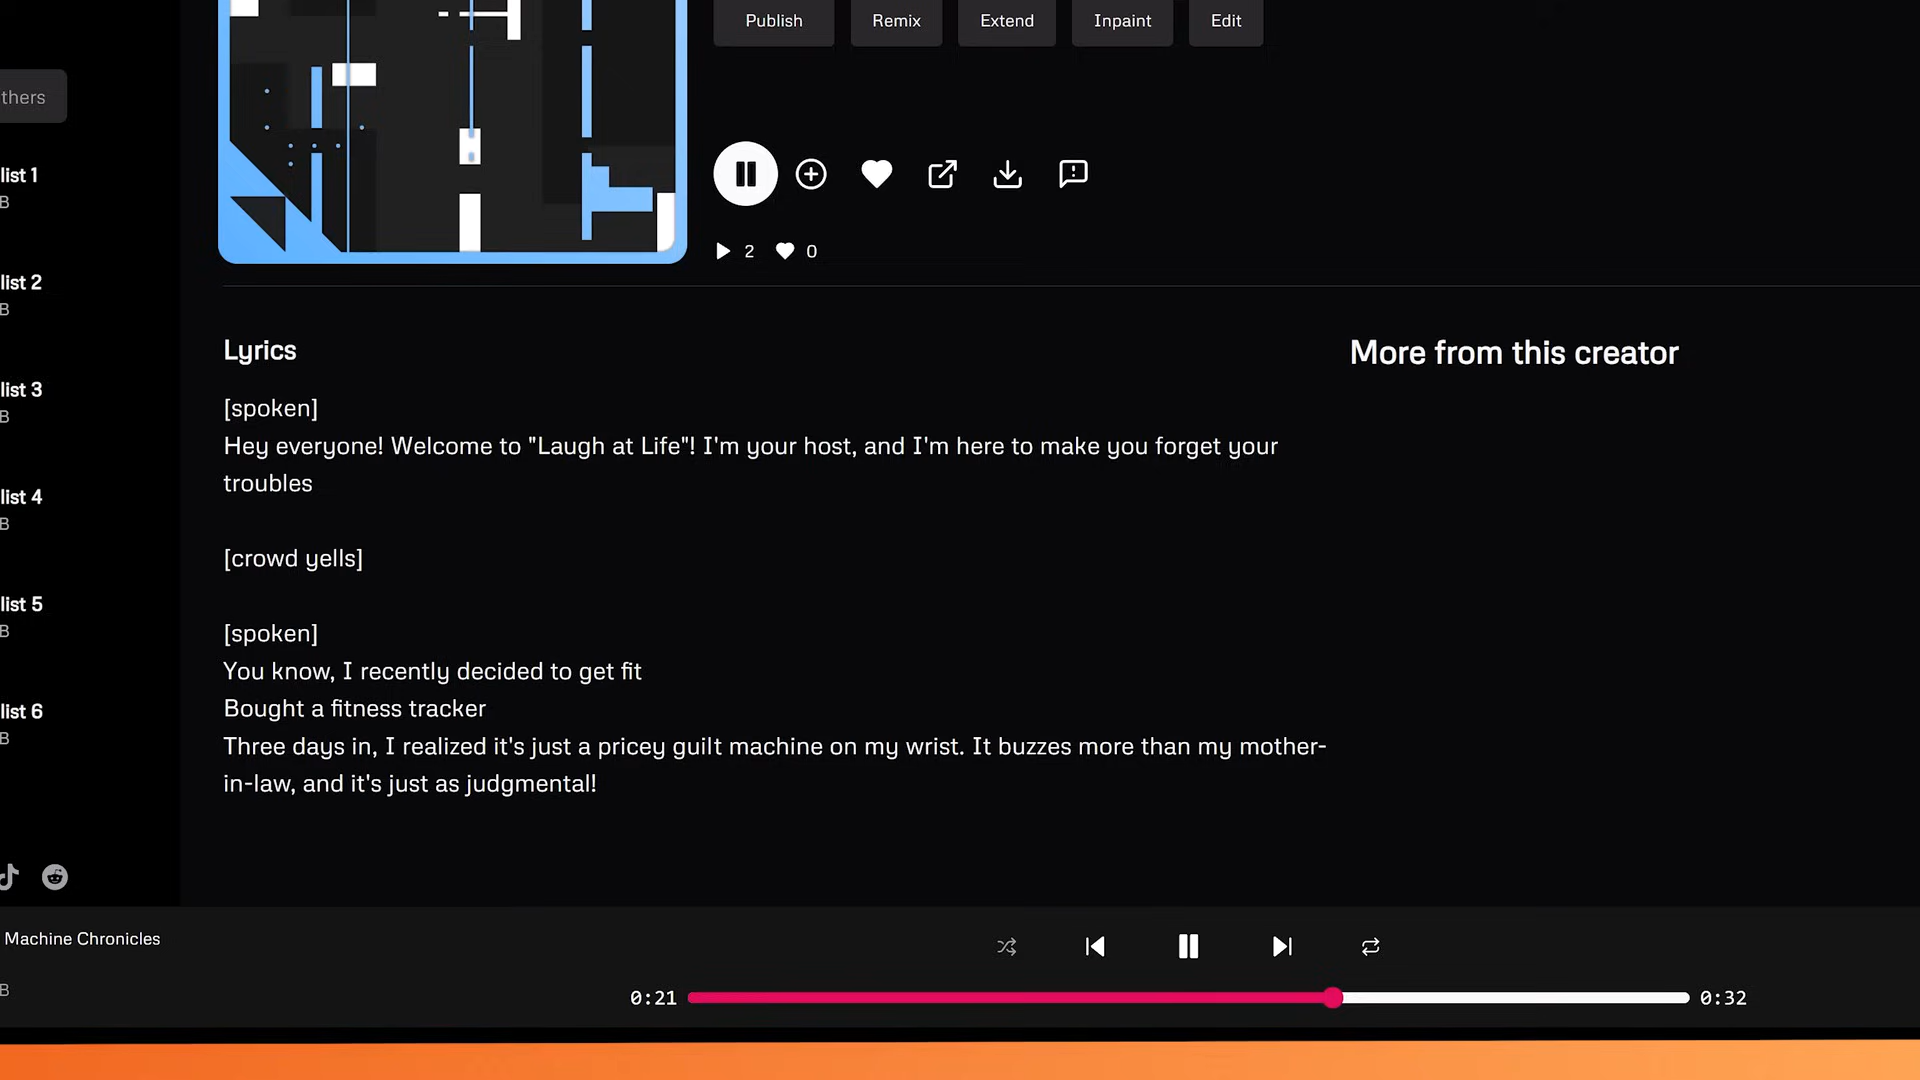 Publish
Remix
Extend
Inpaint
Edit
thers
list 1
B
list 2
B
list 3
B
list 4
B
list 5
B
list 6
B
2
0
Lyrics
More from this creator
[spoken]
Hey everyone! Welcome to "Laugh at Life"! I'm your host, and I'm here to make you forget your
troubles
[crowd yells]
[spoken]
You know, I recently decided to get fit
Bought a fitness tracker
Three days in, I realized it's just a pricey guilt machine on my wrist. It buzzes more than my mother-
in-law, and it's just as judgmental!
Machine Chronicles
B
0:21
0:32